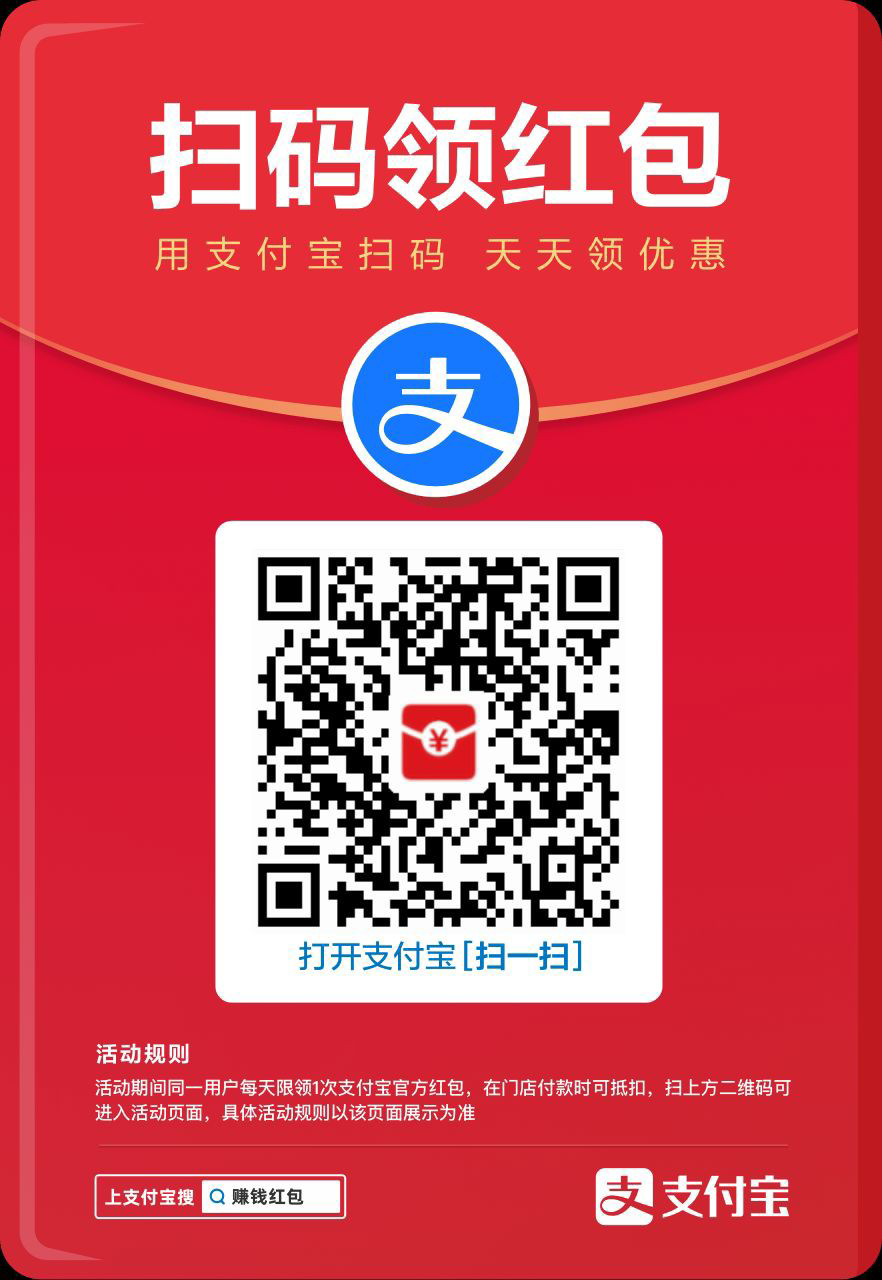 扫码领红包
用支付宝扫码 天天领优惠
支
¥
打开支付宝[扫一扫]
活动规则
活动期间同一用户每天限领1次支付宝官方红包，在门店付款时可抵扣，扫上方二维码可
进入活动页面，具体活动规则以该页面展示为准
上支付宝搜 赚钱红包
支 支付宝